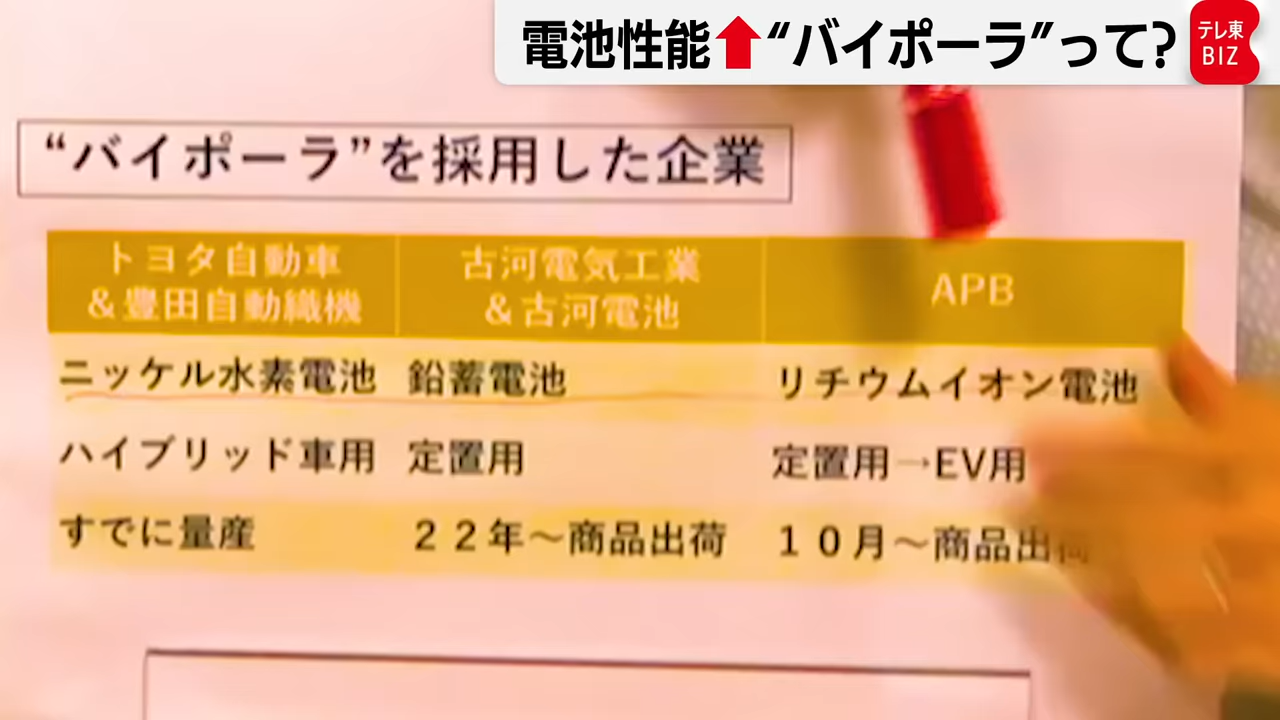 電池性能↑“バイポーラ”って?
テレ東
BIZ
“バイポーラ”を採用した企業
トヨタ自動車
&豊田自動織機
古河電気工業
&古河電池
APB
ニッケル水素電池 鉛蓄電池 リチウムイオン電池
ハイブリッド車用 定置用 定置用→EV用
すでに量産 22年~商品出荷 10月~商品出荷